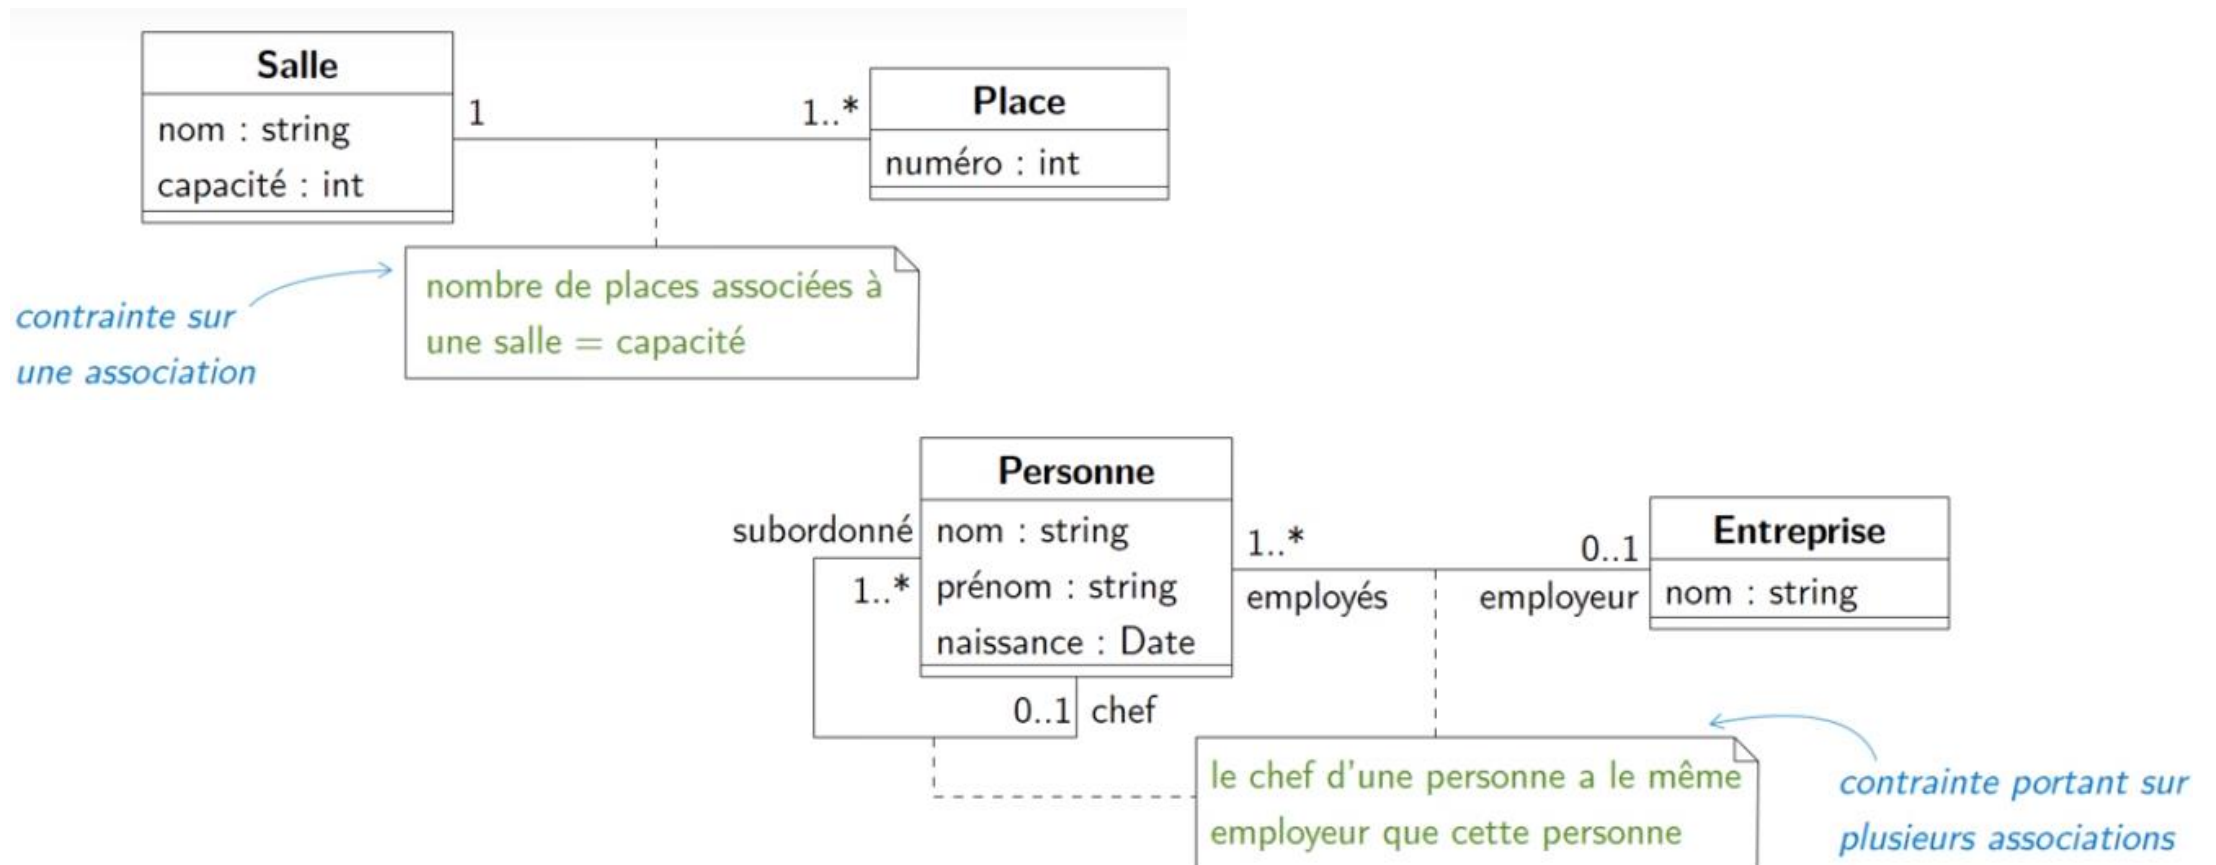 Salle
nom : string
capacité : int
1
1..*
Place
numéro : int
nombre de places associées à
une salle = capacité
contrainte sur
une association
Personne
nom : string
prénom : string
naissance : Date
subordonné
1..*
0..1 chef
1..*
employés
0..1
employeur
Entreprise
nom : string
le chef d'une personne a le même
employeur que cette personne
contrainte portant sur
plusieurs associations